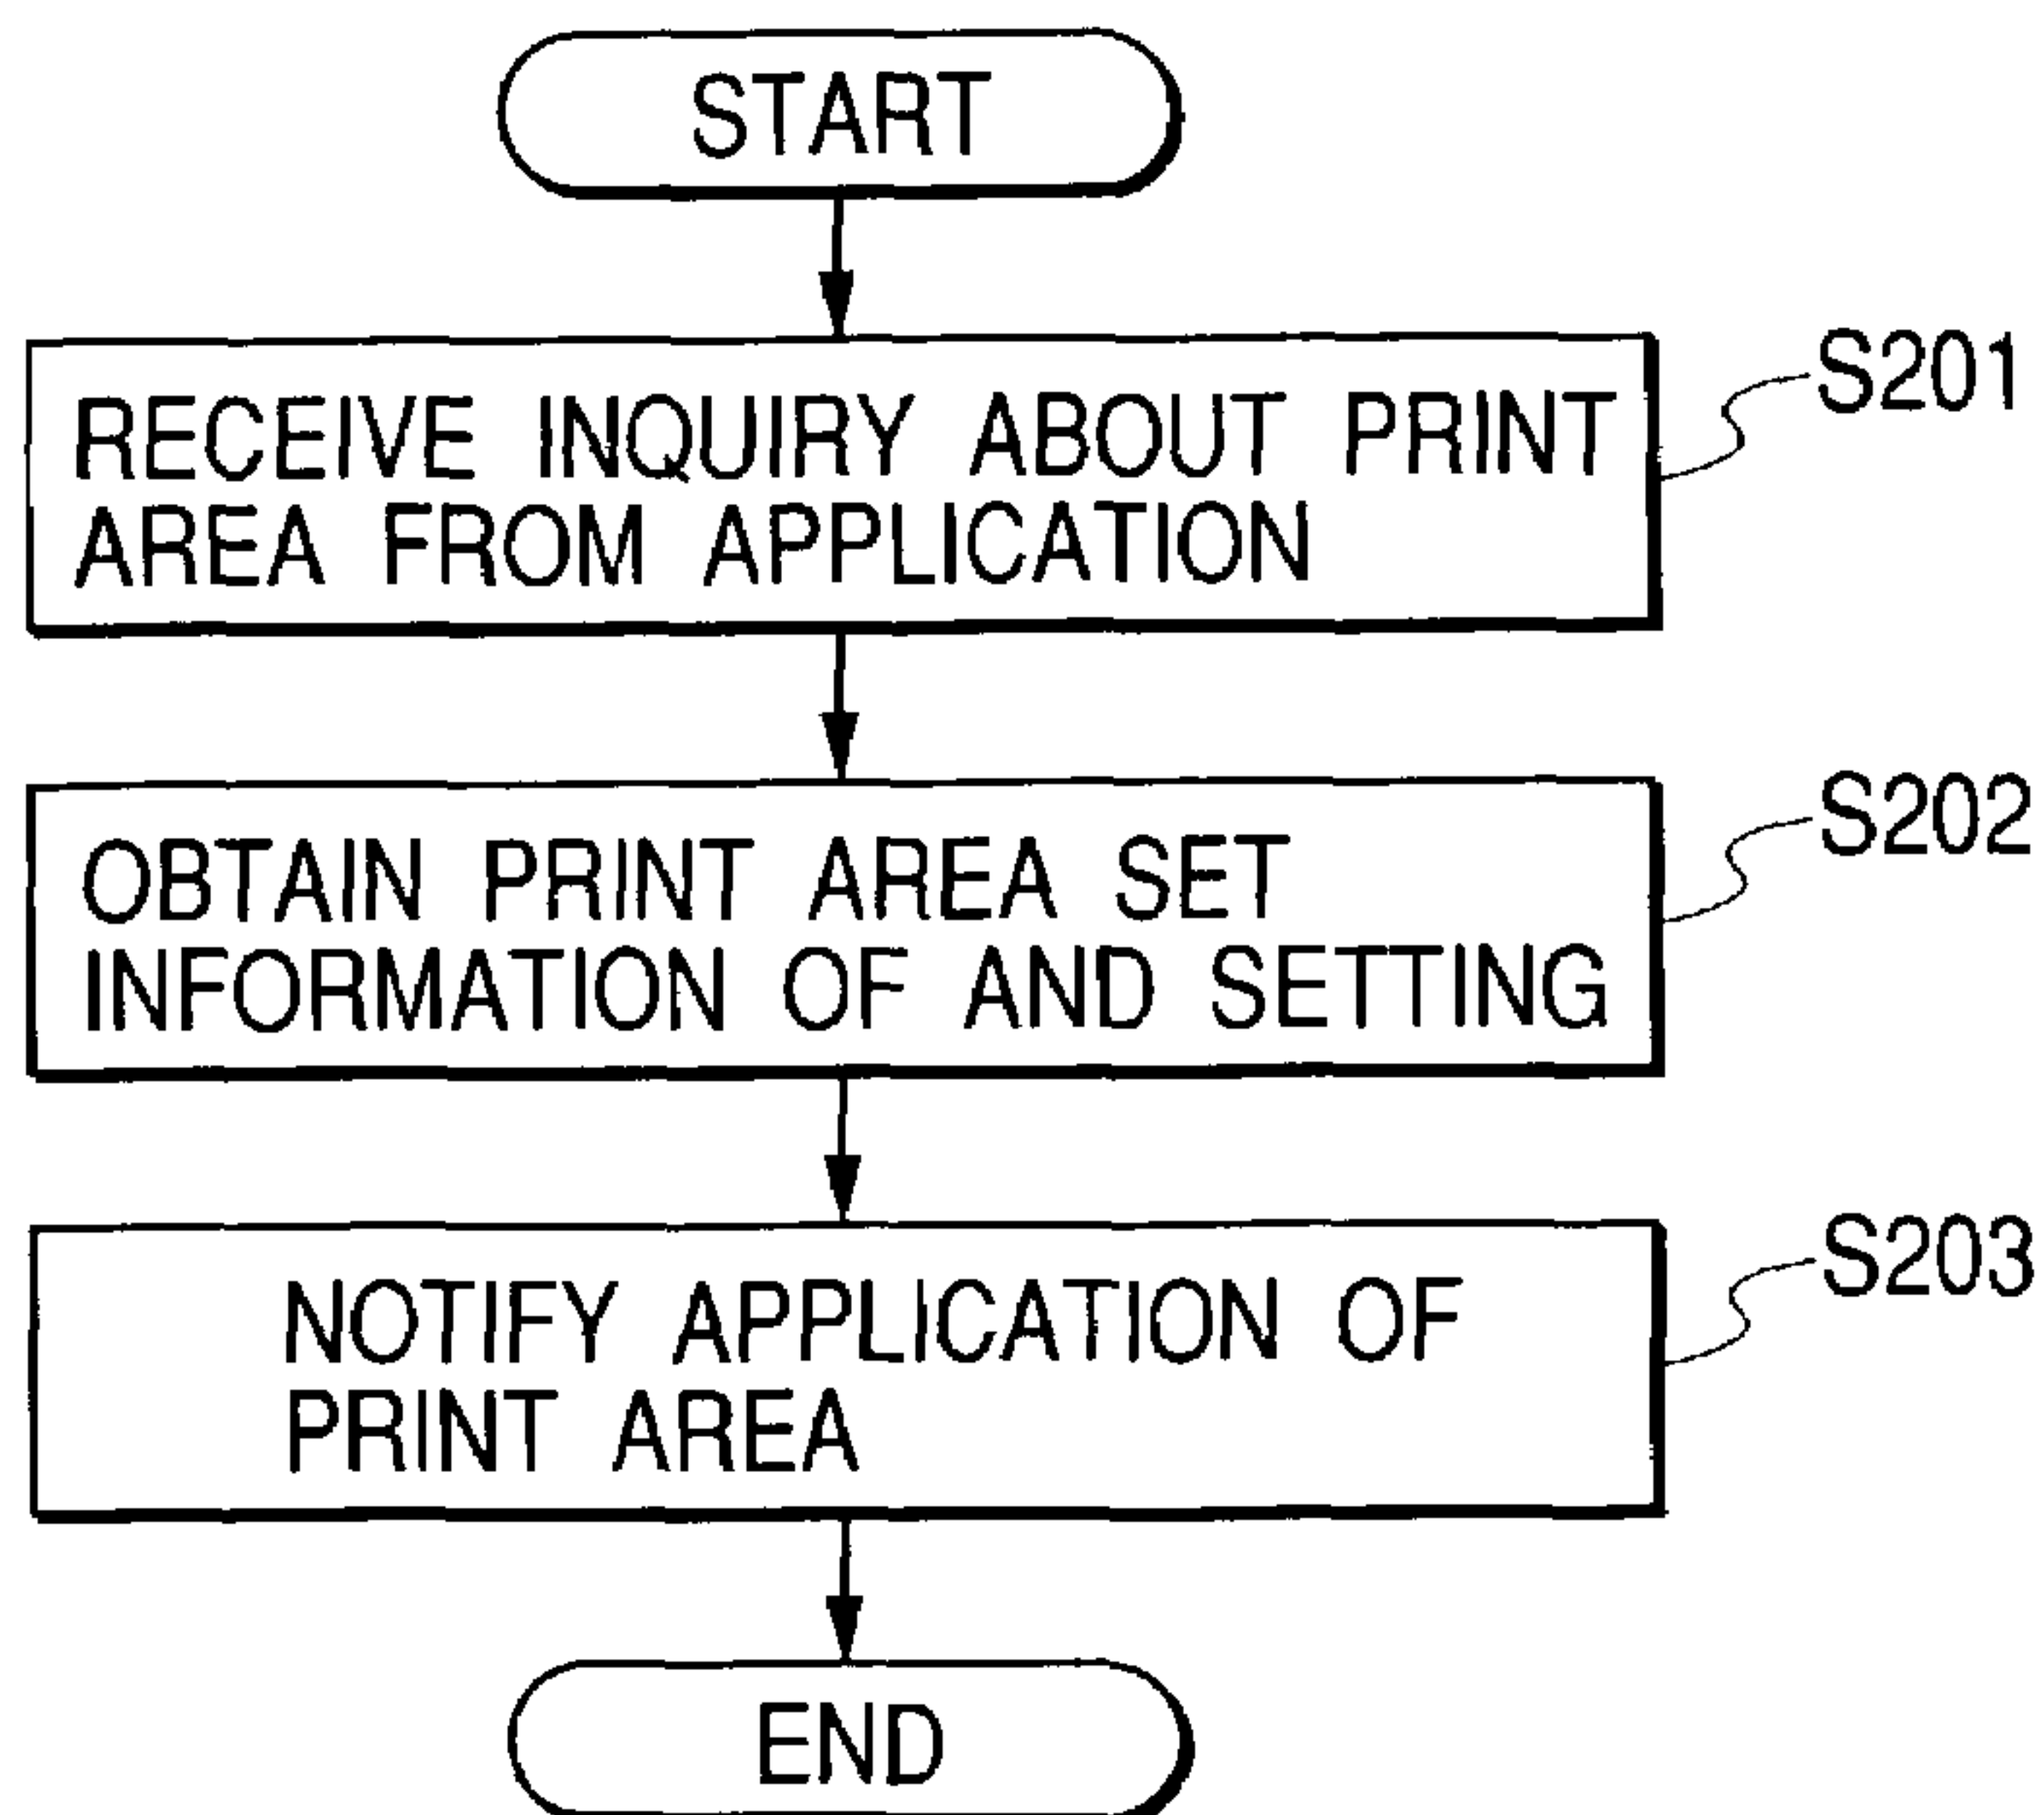 START
RECEIVE INQUIRY ABOUT PRINT
AREA FROM APPLICATION
S201
OBTAIN PRINT AREA SET
INFORMATION OF AND SETTING
S202
NOTIFY APPLICATION OF
PRINT AREA
S203
END